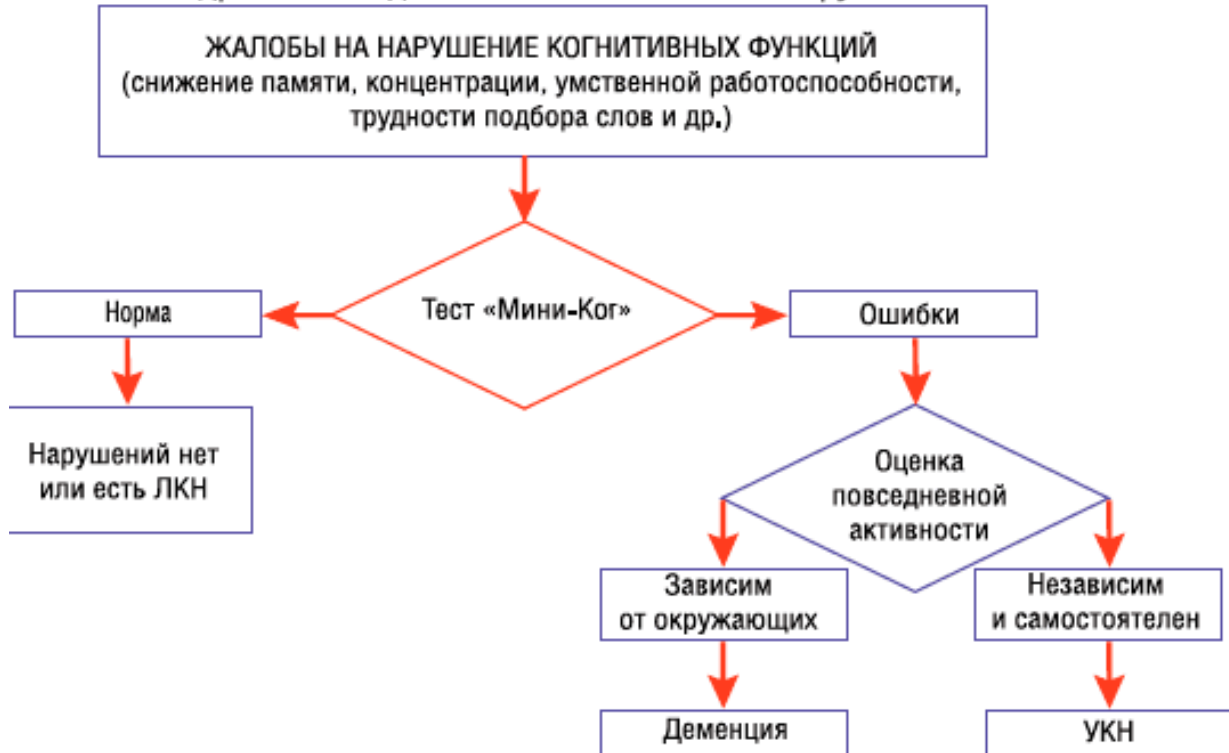 ЖАЛОБЫ НА НАРУШЕНИЕ КОГНИТИВНЫХ ФУНКЦИЙ
(снижение памяти, концентрации, умственной работоспособности,
трудности подбора слов и др.)
Тест «Мини-Ког»
Норма
Ошибки
Нарушений нет
или есть ЛКН
Оценка
повседневной
активности
Зависим
от окружающих
Независим
и самостоятелен
Деменция
УКН